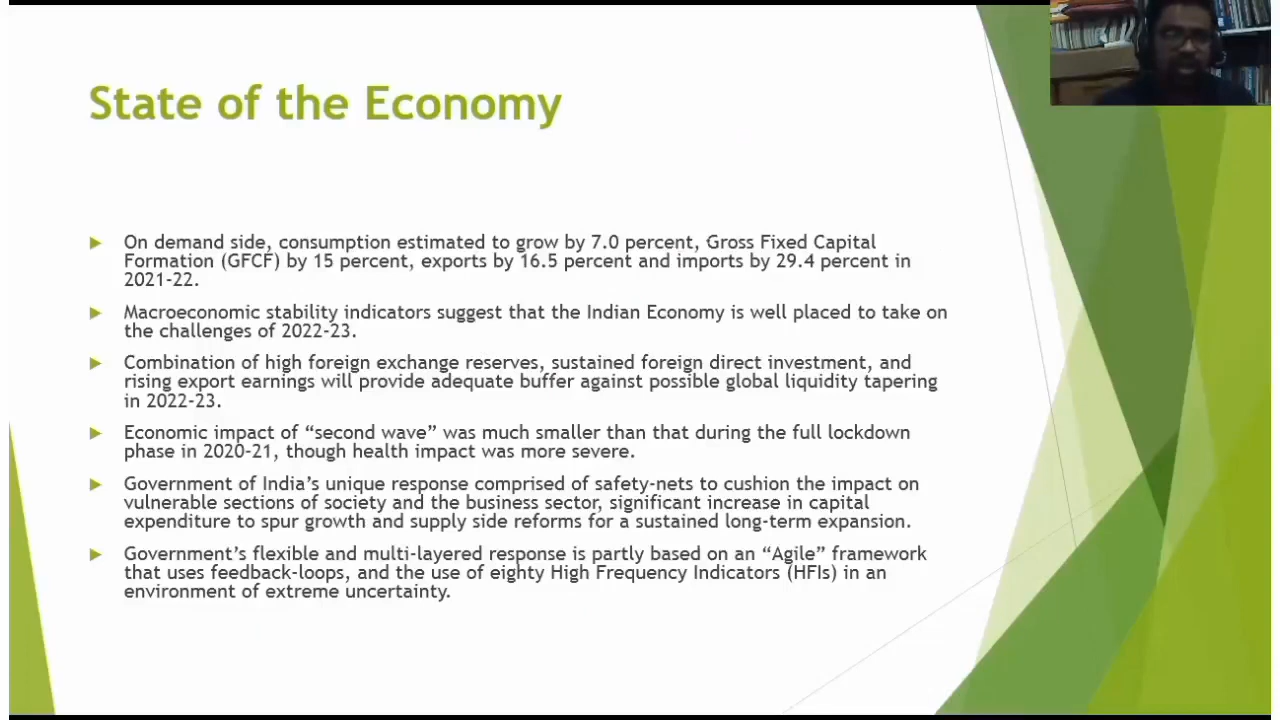 State of the Economy
On demand side, consumption estimated to grow by 7.0 percent, Gross Fixed Capital
Formation (GFCF) by 15 percent, exports by 16.5 percent and imports by 29.4 percent in
2021-22.
Macroeconomic stability indicators suggest that the Indian Economy is well placed to take on
the challenges of 2022-23.
Combination of high foreign exchange reserves, sustained foreign direct investment, and
rising export earnings will provide adequate buffer against possible global liquidity tapering
in 2022-23.
Economic impact of “second wave” was much smaller than that during the full lockdown
phase in 2020-21, though health impact was more severe.
Government of India’s unique response comprised of safety-nets to cushion the impact on
vulnerable sections of society and the business sector, significant increase in capital
expenditure to spur growth and supply side reforms for a sustained long-term expansion.
Government’s flexible and multi-layered response is partly based on an “Agile” framework
that uses feedback-loops, and the use of eighty High Frequency Indicators (HFIs) in an
environment of extreme uncertainty.